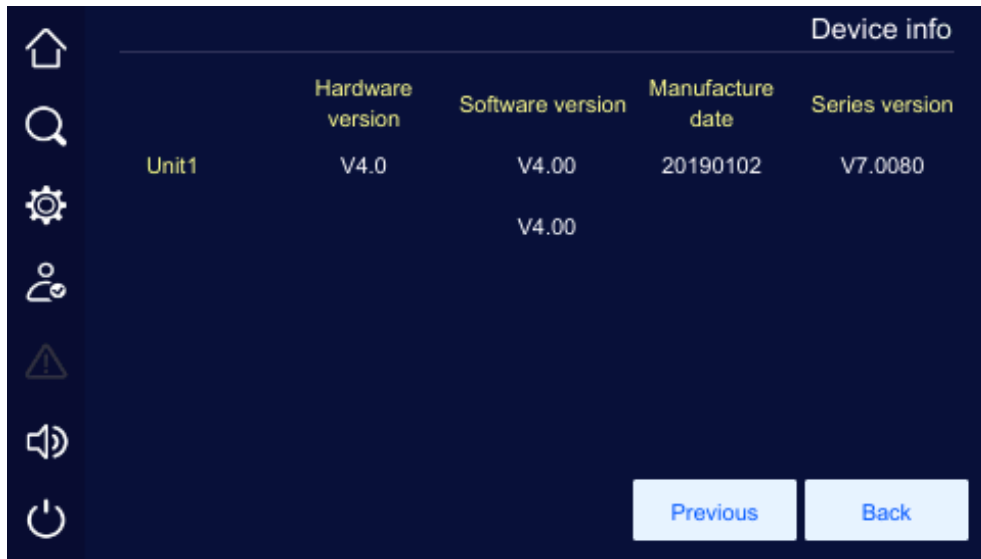 Device info
Hardware version Software version Manufacture date Series version
Unit1 V4.0 V4.00 20190102 V7.0080
V4.00
Previous Back